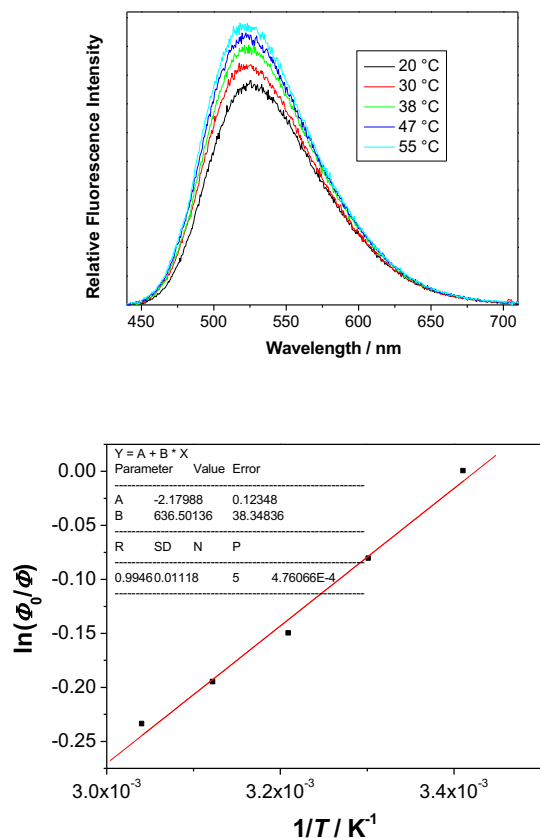 Relative Fluorescence Intensity
20 °C
30 °C
38 °C
47 °C
55 °C
450 500 550 600 650 700
Wavelength / nm
Y = A + B * X
Parameter Value Error
------------------------------------------------------------
A -2.17988 0.12348
B 636.50136 38.34836
------------------------------------------------------------
R SD N P
------------------------------------------------------------
0.9946 0.01118 5 4.76066E-4
------------------------------------------------------------
ln(Φ₀/Φ)
0.00
-0.05
-0.10
-0.15
-0.20
-0.25
3.0x10⁻³ 3.2x10⁻³ 3.4x10⁻³
1/T / K⁻¹